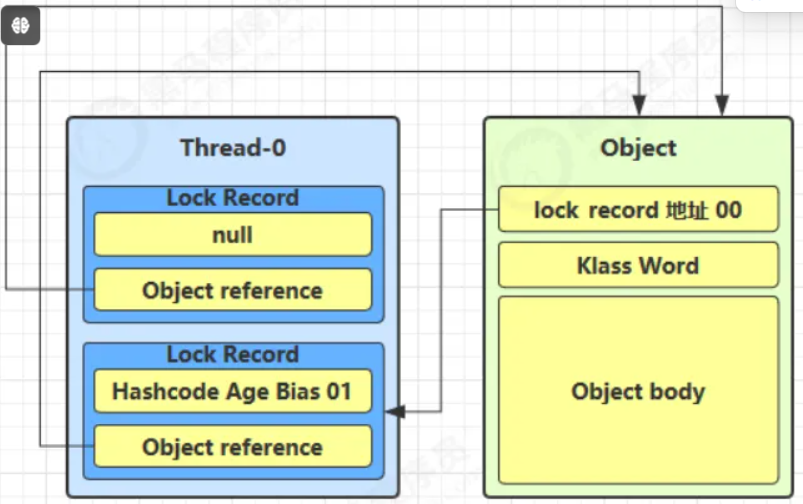 Thread-0
Lock Record
null
Object reference
Lock Record
Hashcode Age Bias 01
Object reference
Object
lock record 地址 00
Klass Word
Object body